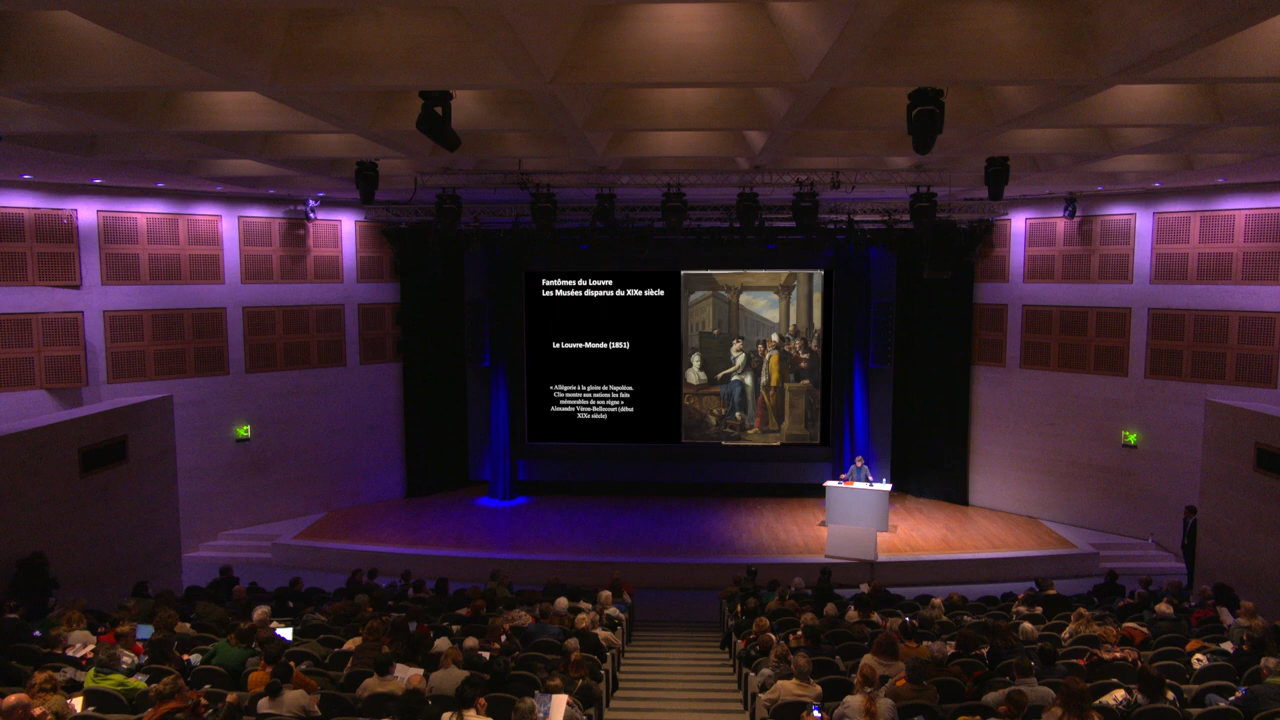 Fantômes du Louvre
Les Musées disparus du XIXe siècle
Le Louvre-Monde (1851)
« Allégorie à la gloire de Napoléon.
Clio montre aux nations les faits
mémorables de son règne »
Alexandre Véron-Bellecourt (début
XIXe siècle)